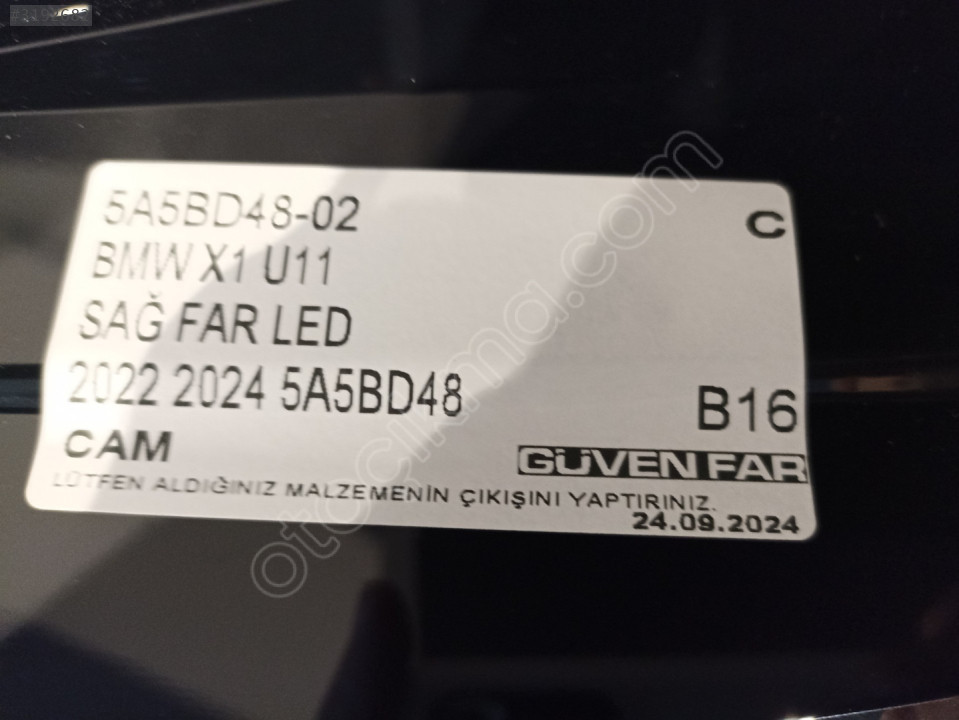 5A5BD48-02
C
BMW X1 U11
SAĞ FAR LED
2022 2024 5A5BD48
B16
CAM
GÜVEN FAR
LÜTFEN ALDIĞINIZ MALZEMENİN ÇIKIŞINI YAPTIRINIZ.
24.09.2024
otocikma.com